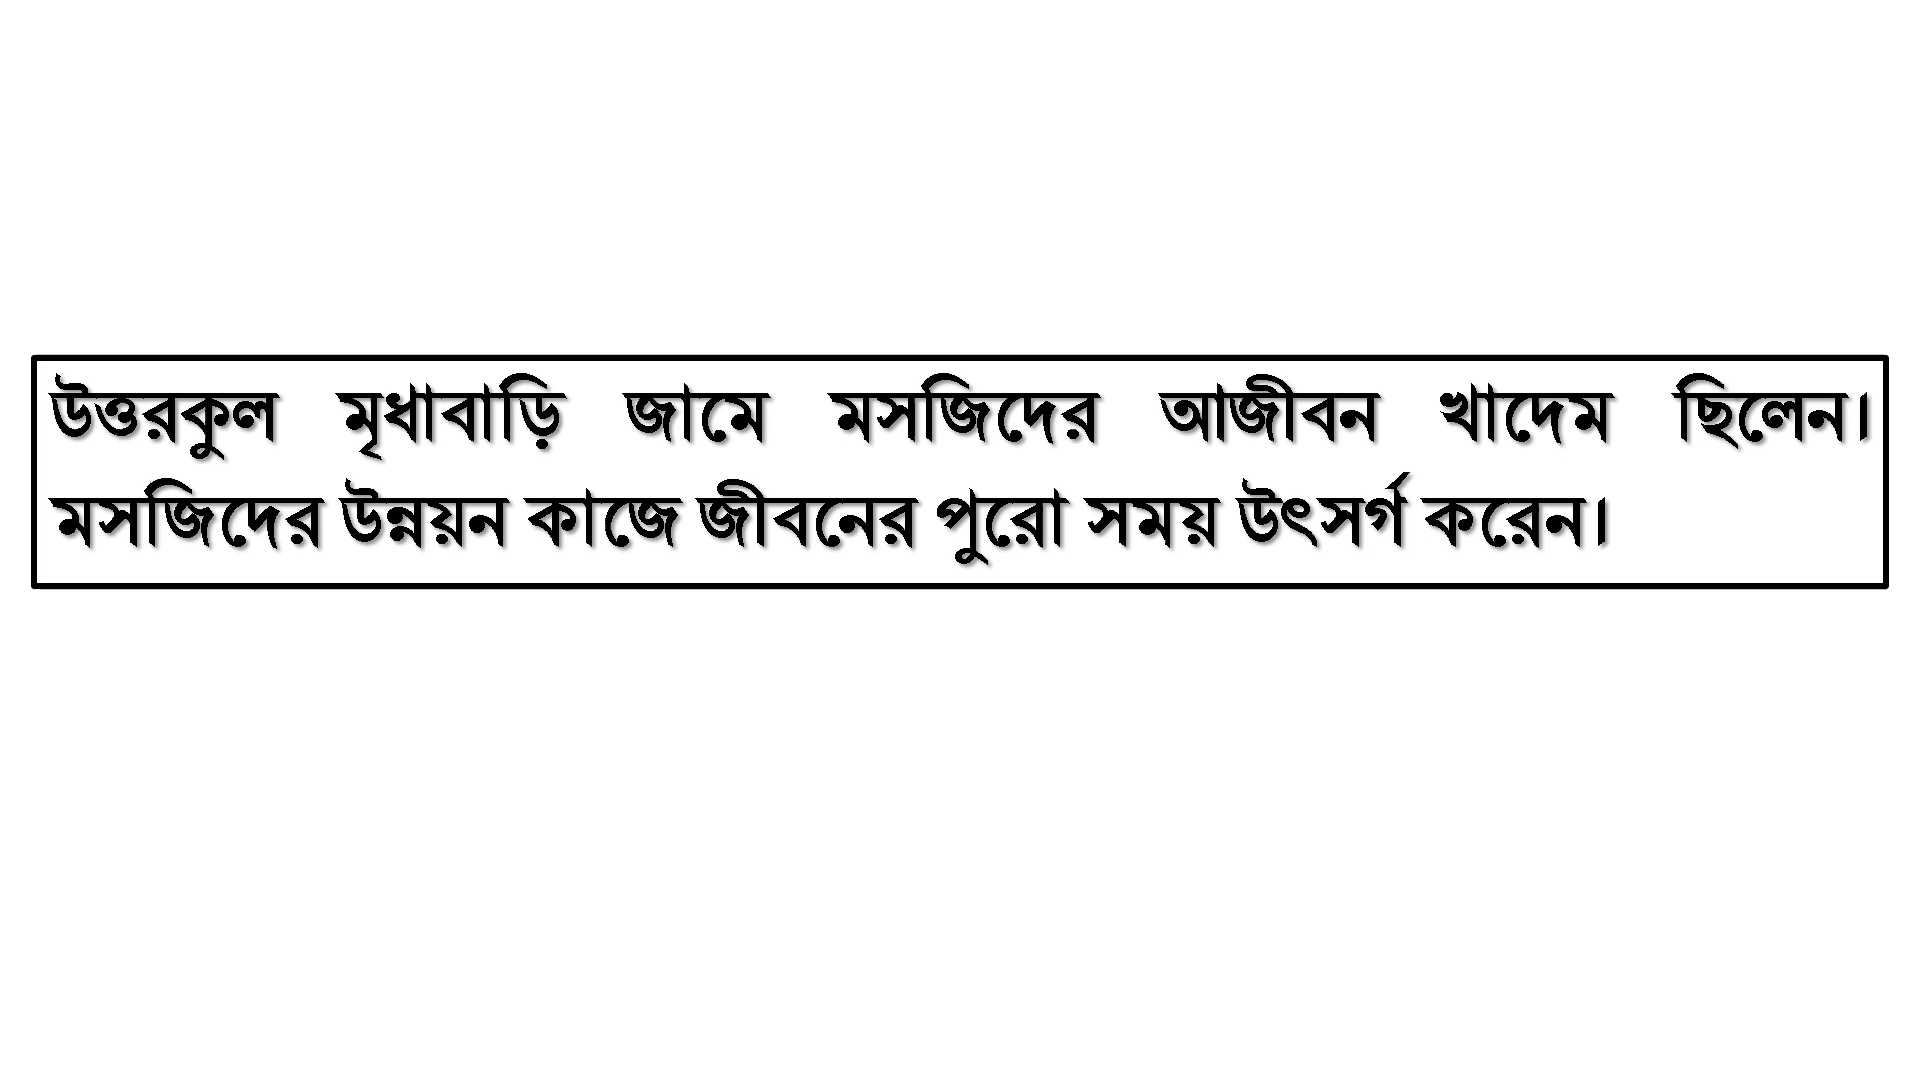 উত্তরকুল মৃধাবাড়ি জামে মসজিদের আজীবন খাদেম ছিলেন।
মসজিদের উন্নয়ন কাজে জীবনের পুরো সময় উৎসর্গ করেন।